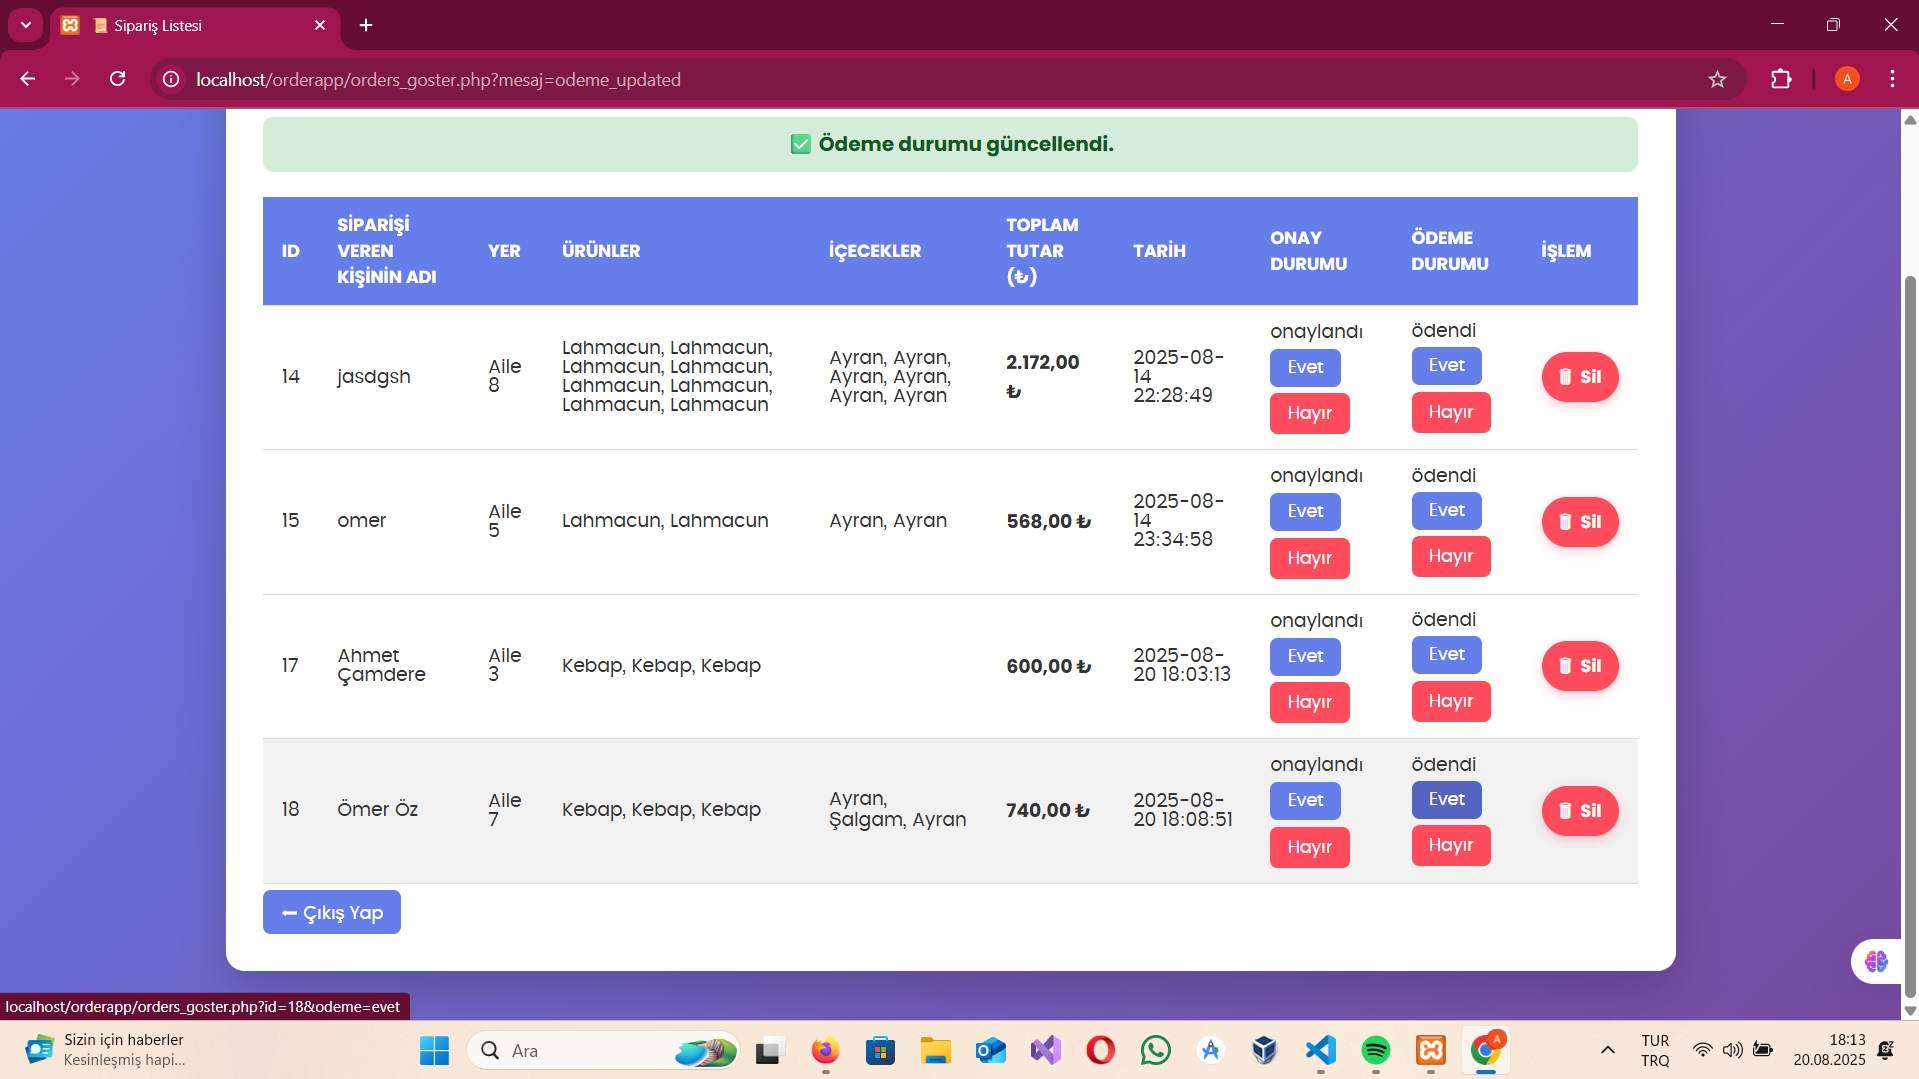 Sipariş Listesi
localhost/orderapp/orders_goster.php?mesaj=odeme_updated
A
✅ Ödeme durumu güncellendi.
ID
SİPARİŞİ
VEREN
KİŞİNİN ADI
YER
ÜRÜNLER
İÇECEKLER
TOPLAM
TUTAR
(₺)
TARİH
ONAY
DURUMU
ÖDEME
DURUMU
İŞLEM
14
jasdgsh
Aile
8
Lahmacun, Lahmacun,
Lahmacun, Lahmacun,
Lahmacun, Lahmacun,
Lahmacun, Lahmacun
Ayran, Ayran,
Ayran, Ayran,
Ayran, Ayran
2.172,00
₺
2025-08-
14
22:28:49
onaylandı
Evet
Hayır
ödendi
Evet
Hayır
Sil
15
omer
Aile
5
Lahmacun, Lahmacun
Ayran, Ayran
568,00 ₺
2025-08-
14
23:34:58
onaylandı
Evet
Hayır
ödendi
Evet
Hayır
Sil
17
Ahmet
Çamdere
Aile
3
Kebap, Kebap, Kebap
600,00 ₺
2025-08-
20 18:03:13
onaylandı
Evet
Hayır
ödendi
Evet
Hayır
Sil
18
Ömer Öz
Aile
7
Kebap, Kebap, Kebap
Ayran,
Şalgam, Ayran
740,00 ₺
2025-08-
20 18:08:51
onaylandı
Evet
Hayır
ödendi
Evet
Hayır
Sil
⬅ Çıkış Yap
localhost/orderapp/orders_goster.php?id=18&odeme=evet
Sizin için haberler
Kesinleşmiş hapi...
Ara
A
TUR
TRQ
18:13
20.08.2025